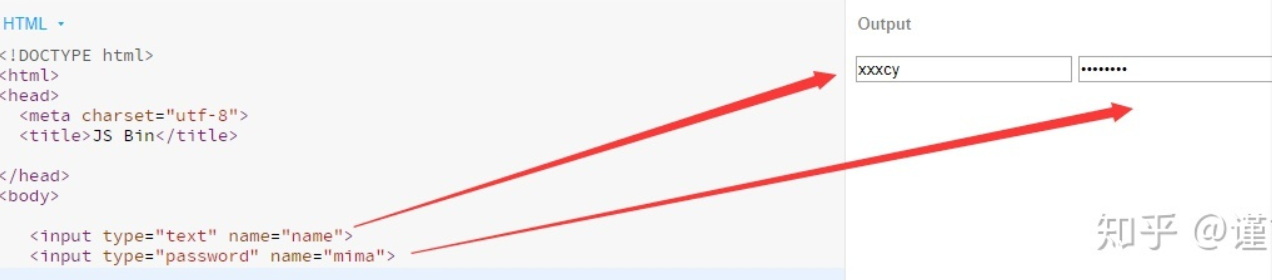 HTML
<!DOCTYPE html>
<html>
<head>
<meta charset="utf-8">
<title>JS Bin</title>
</head>
<body>
<input type="text" name="name">
<input type="password" name="mima">
Output
xxxcy ••••••••
知乎 @谨